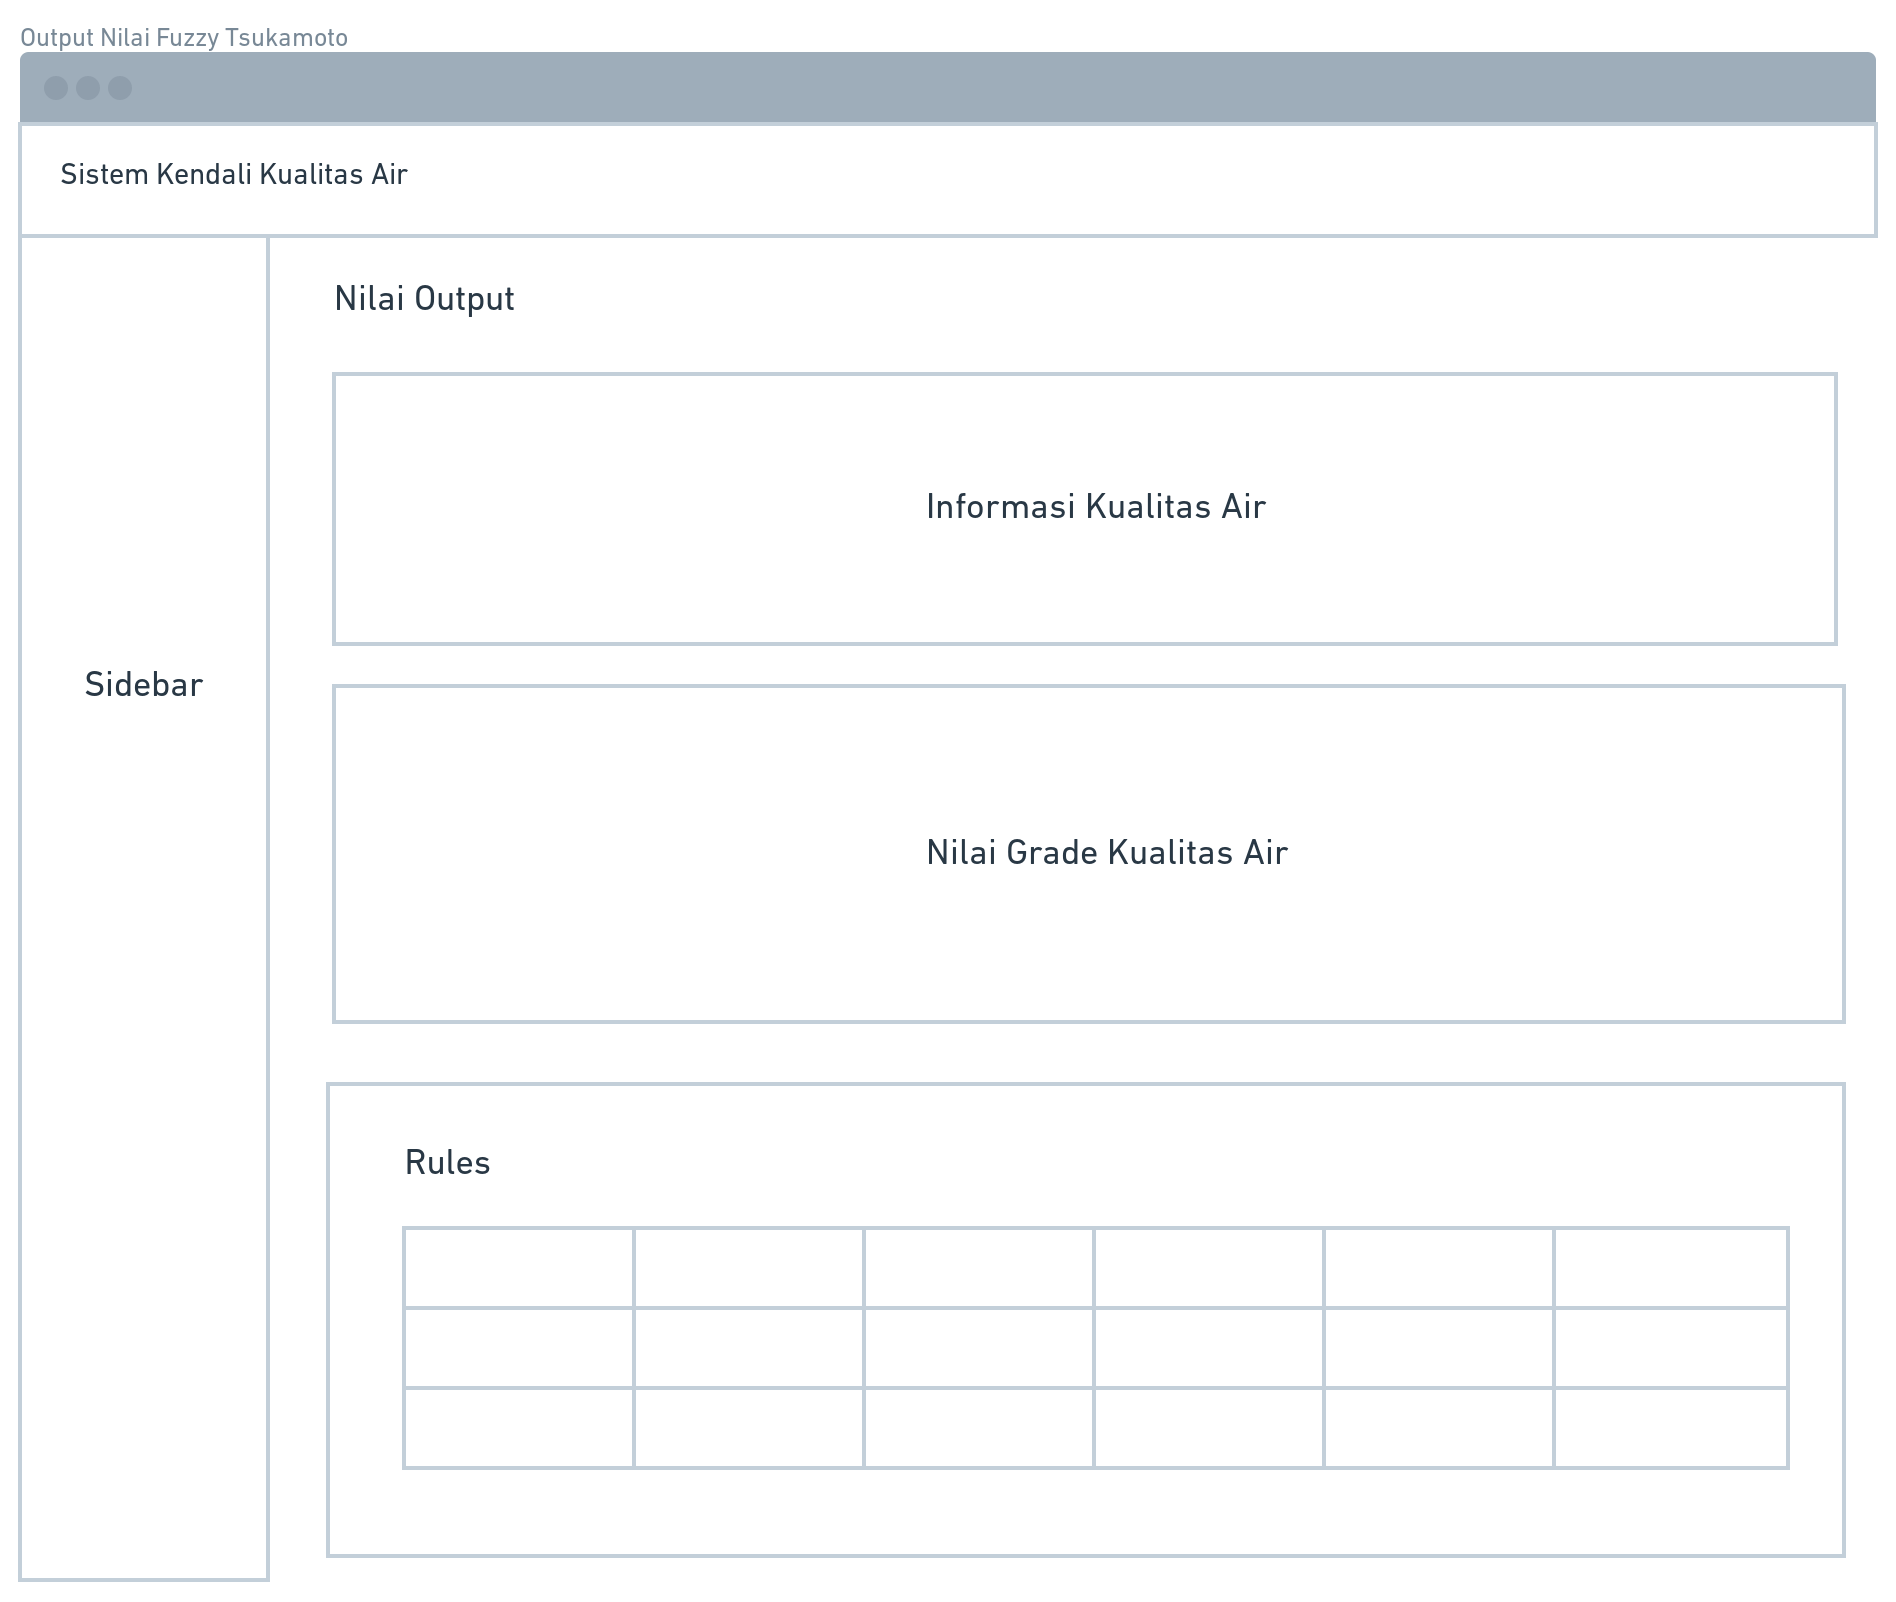 Output Nilai Fuzzy Tsukamoto
Sistem Kendali Kualitas Air
Nilai Output
Informasi Kualitas Air
Sidebar
Nilai Grade Kualitas Air
Rules